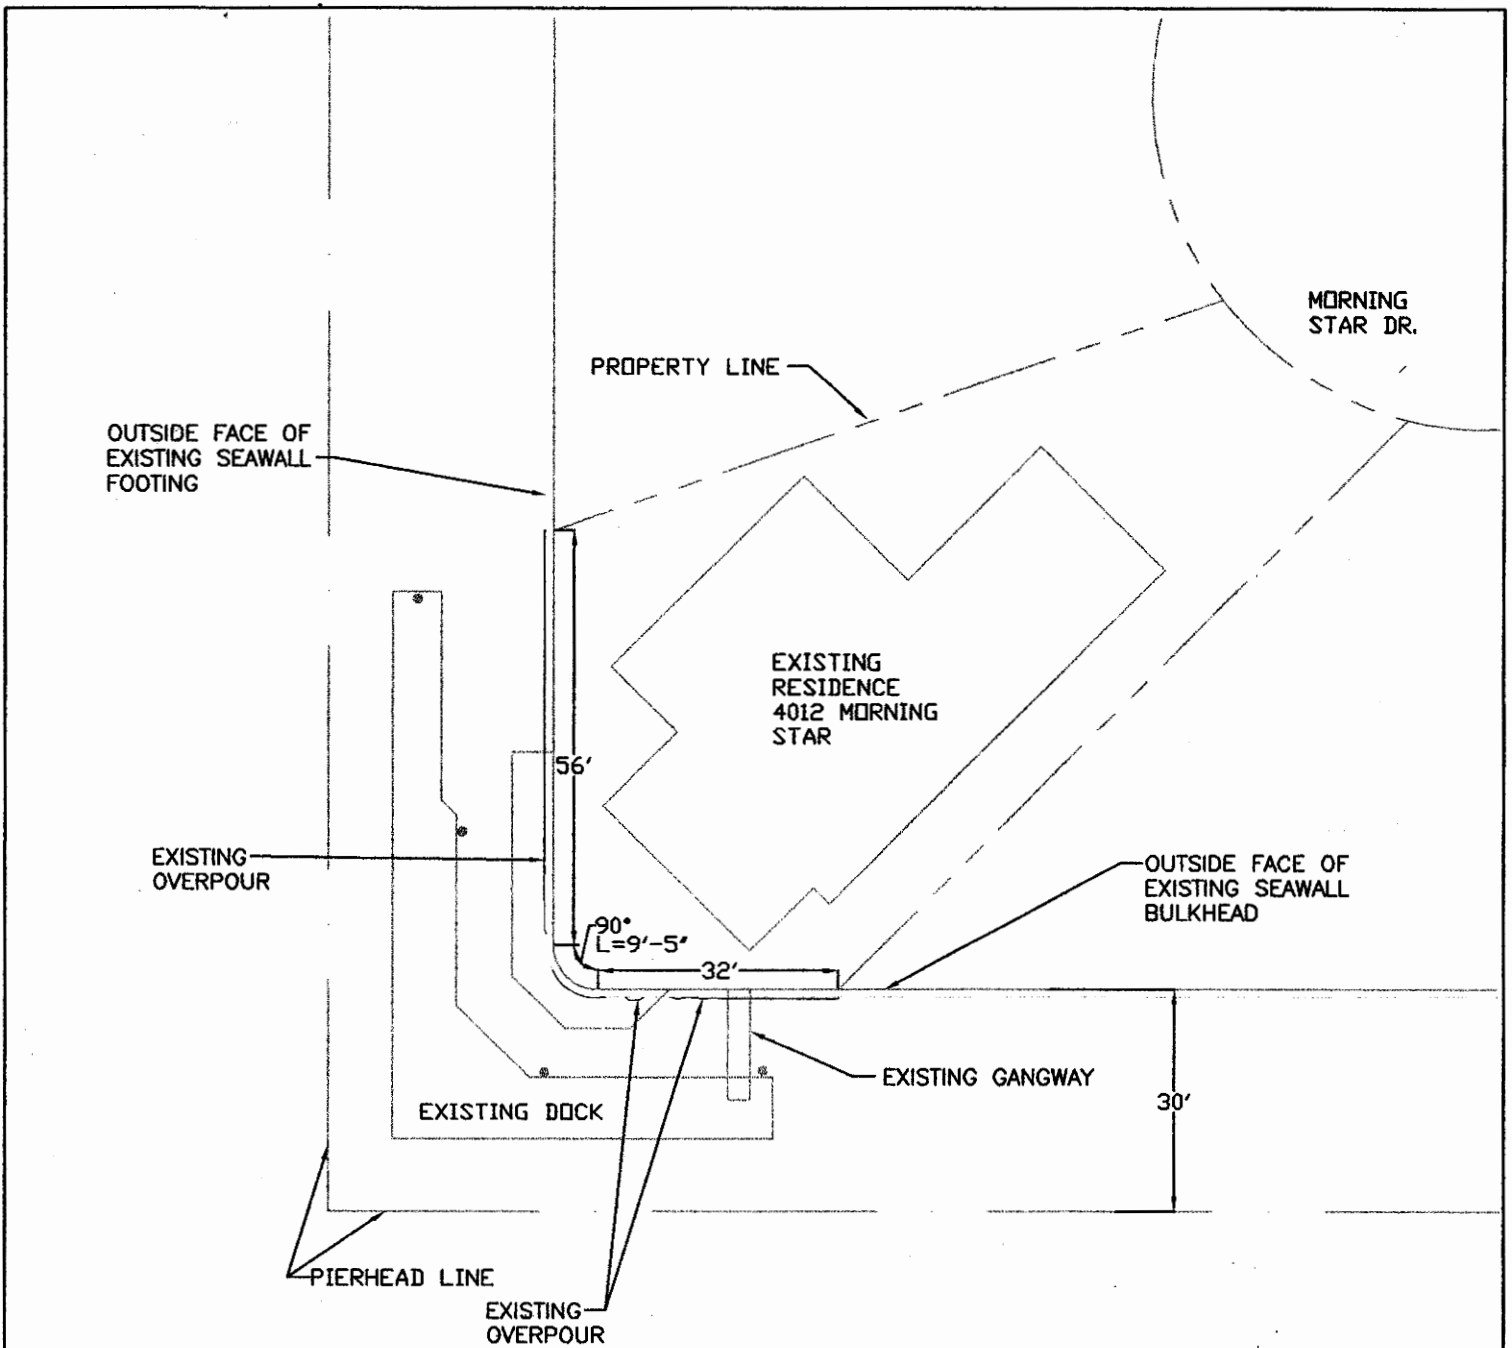 MORNING
STAR DR.
PROPERTY LINE
OUTSIDE FACE OF
EXISTING SEAWALL
FOOTING
EXISTING
RESIDENCE
4012 MORNING
STAR
56'
EXISTING
OVERPOUR
OUTSIDE FACE OF
EXISTING SEAWALL
BULKHEAD
90°
L=9'-5"
32'
EXISTING GANGWAY
30'
EXISTING DOCK
PIERHEAD LINE
EXISTING
OVERPOUR